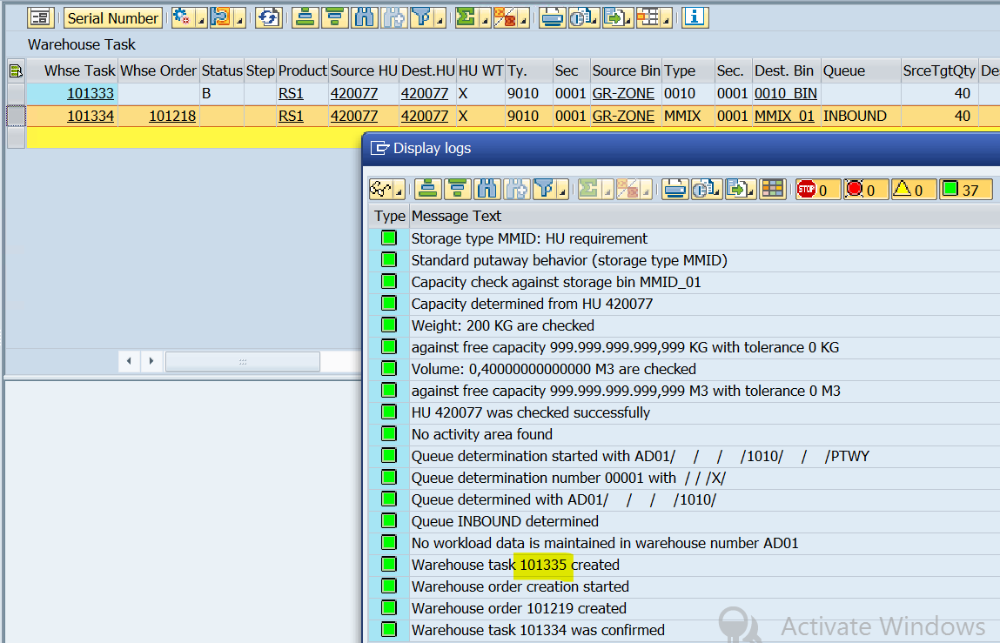 Serial Number
Warehouse Task
Whse Task Whse Order Status Step Product Source HU Dest.HU HU WT Ty. Sec Source Bin Type Sec. Dest. Bin Queue SrceTgtQty De
101333 B RS1 420077 420077 X 9010 0001 GR-ZONE 0010 0001 0010_BIN 40
101334 101218 RS1 420077 420077 X 9010 0001 GR-ZONE MMIX 0001 MMIX_01 INBOUND 40
Display logs
STOP 0 0 0 37
Type Message Text
Storage type MMID: HU requirement
Standard putaway behavior (storage type MMID)
Capacity check against storage bin MMID_01
Capacity determined from HU 420077
Weight: 200 KG are checked
against free capacity 999.999.999.999,999 KG with tolerance 0 KG
Volume: 0,40000000000000 M3 are checked
against free capacity 999.999.999.999,999 M3 with tolerance 0 M3
HU 420077 was checked successfully
No activity area found
Queue determination started with AD01/ / / /1010/ / /PTWY
Queue determination number 00001 with / / /X/
Queue determined with AD01/ / / /1010/
Queue INBOUND determined
No workload data is maintained in warehouse number AD01
Warehouse task 101335 created
Warehouse order creation started
Warehouse order 101219 created
Warehouse task 101334 was confirmed
Activate Windows